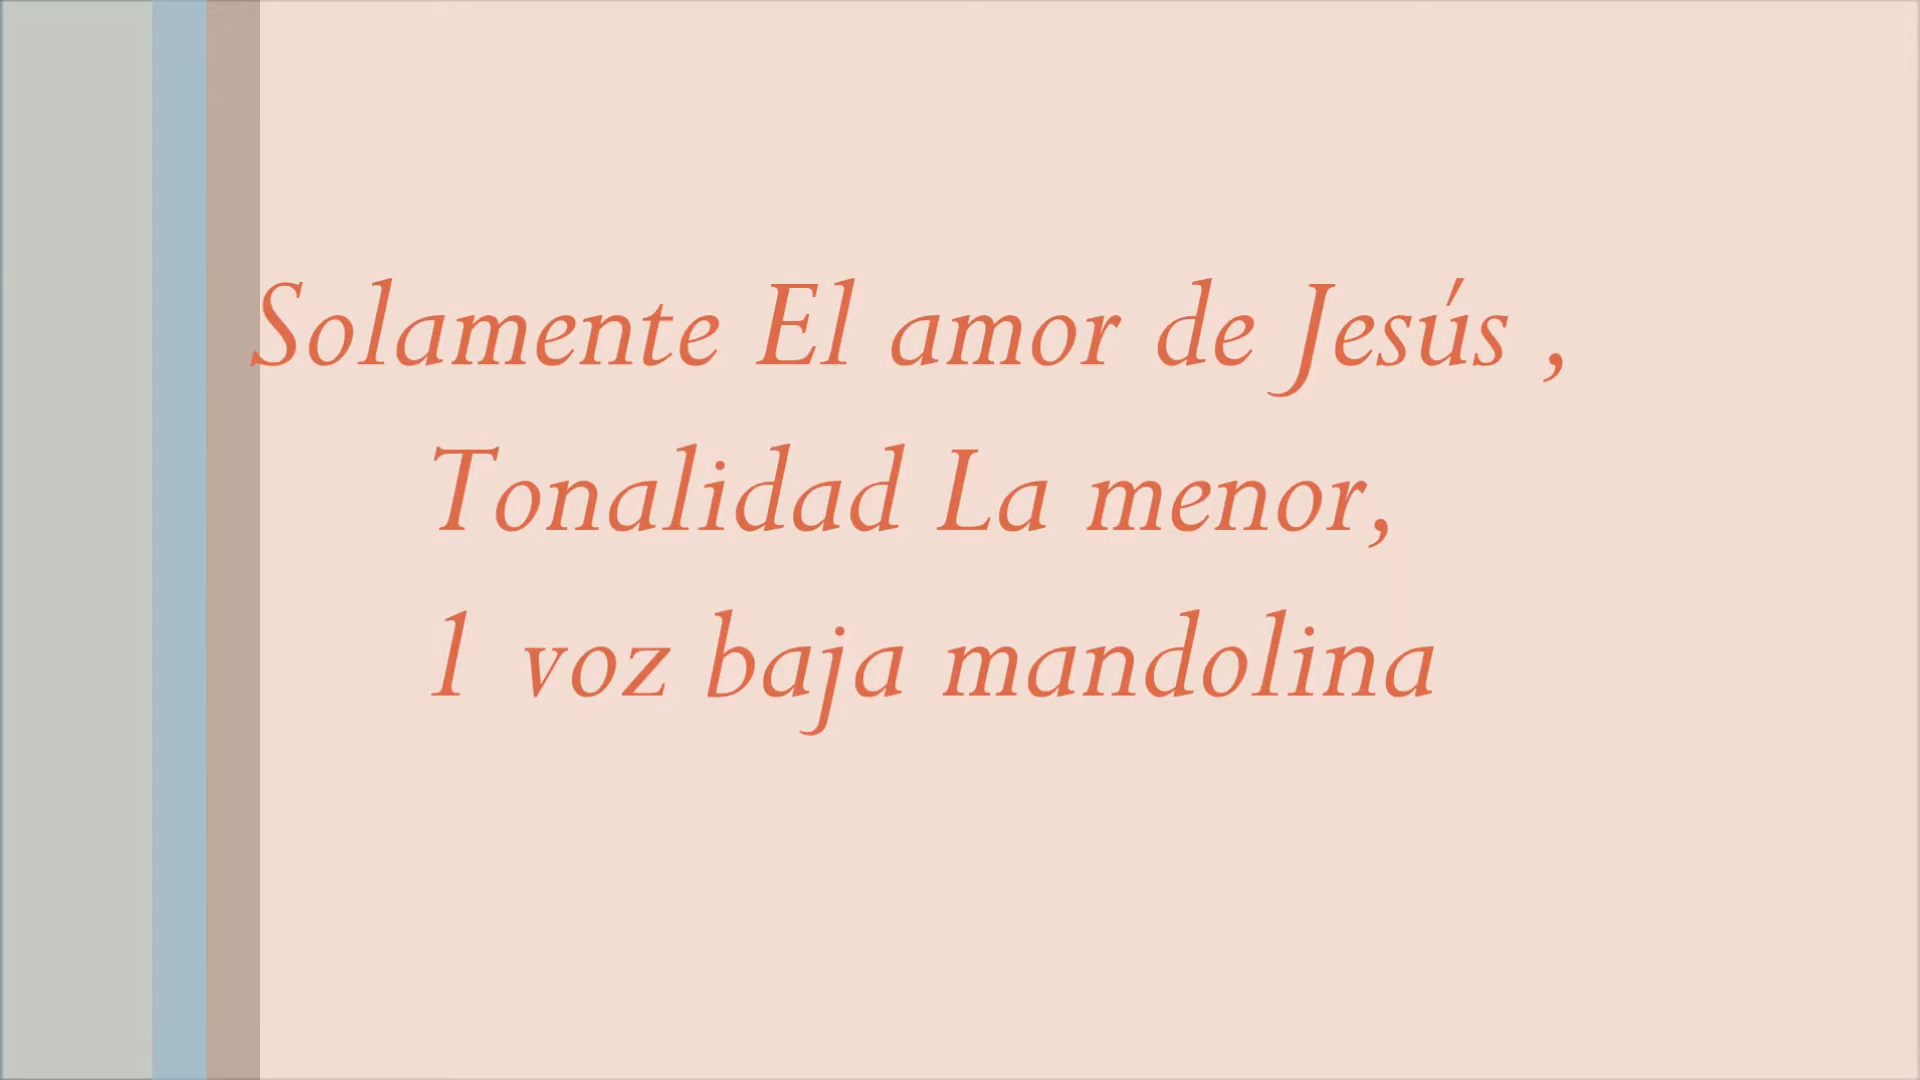 Solamente El amor de Jesús ,
Tonalidad La menor,
1 voz baja mandolina